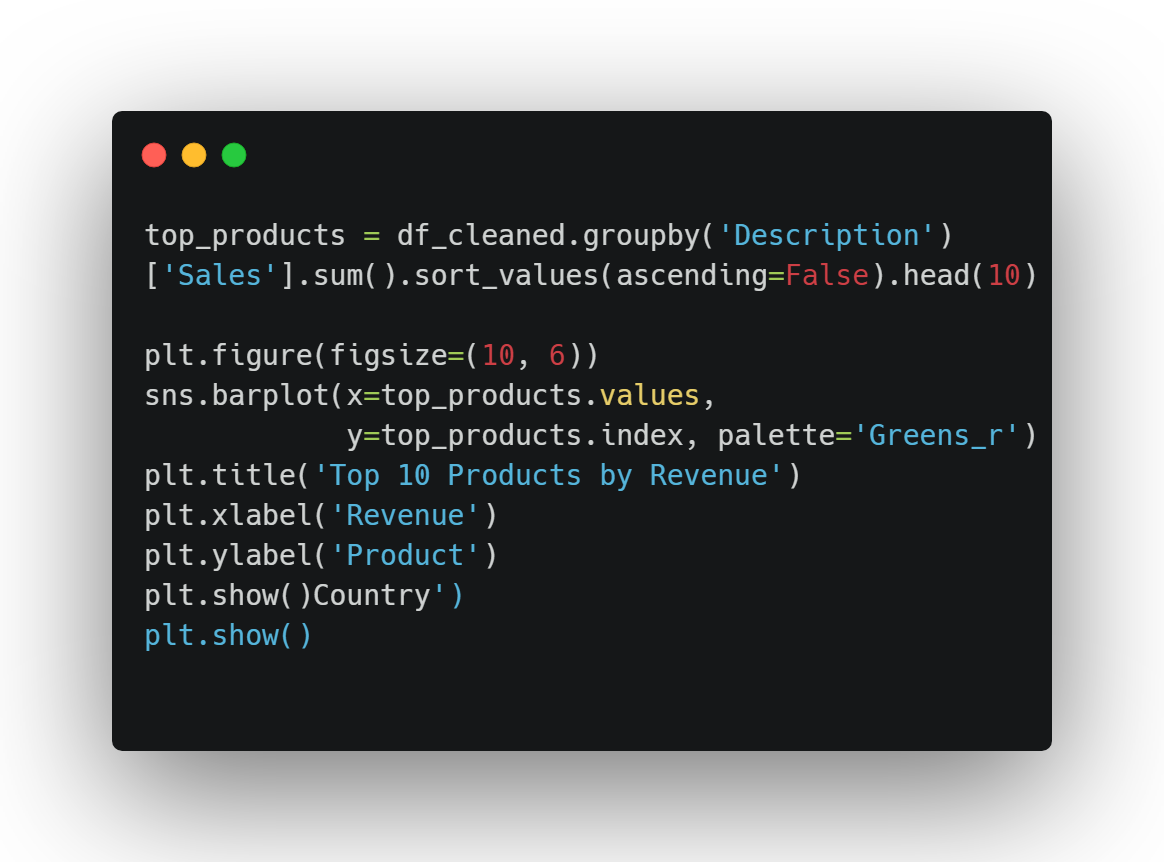 top_products = df_cleaned.groupby('Description')
['Sales'].sum().sort_values(ascending=False).head(10)

plt.figure(figsize=(10, 6))
sns.barplot(x=top_products.values,
            y=top_products.index, palette='Greens_r')
plt.title('Top 10 Products by Revenue')
plt.xlabel('Revenue')
plt.ylabel('Product')
plt.show()Country')
plt.show()